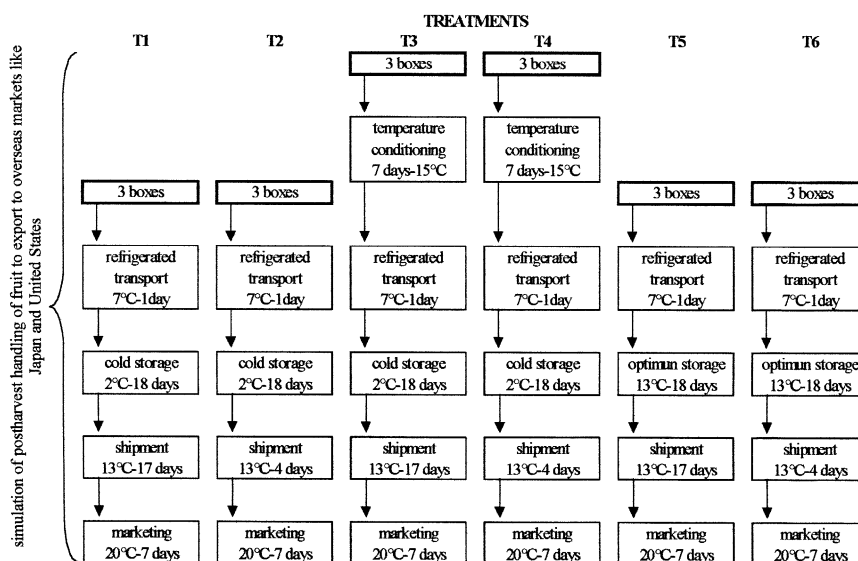 TREATMENTS
T1 T2 T3 T4 T5 T6
simulation of postharvest handling of fruit to export to overseas markets like
Japan and United States
3 boxes 3 boxes
temperature temperature
conditioning conditioning
7 days-15°C 7 days-15°C
3 boxes 3 boxes 3 boxes 3 boxes
refrigerated refrigerated refrigerated refrigerated refrigerated refrigerated
transport transport transport transport transport transport
7°C-1day 7°C-1day 7°C-1day 7°C-1day 7°C-1day 7°C-1day
cold storage cold storage cold storage cold storage optimun storage optimun storage
2°C-18 days 2°C-18 days 2°C-18 days 2°C-18 days 13°C-18 days 13°C-18 days
shipment shipment shipment shipment shipment shipment
13°C-17 days 13°C-4 days 13°C-17 days 13°C-4 days 13°C-17 days 13°C-4 days
marketing marketing marketing marketing marketing marketing
20°C-7 days 20°C-7 days 20°C-7 days 20°C-7 days 20°C-7 days 20°C-7 days